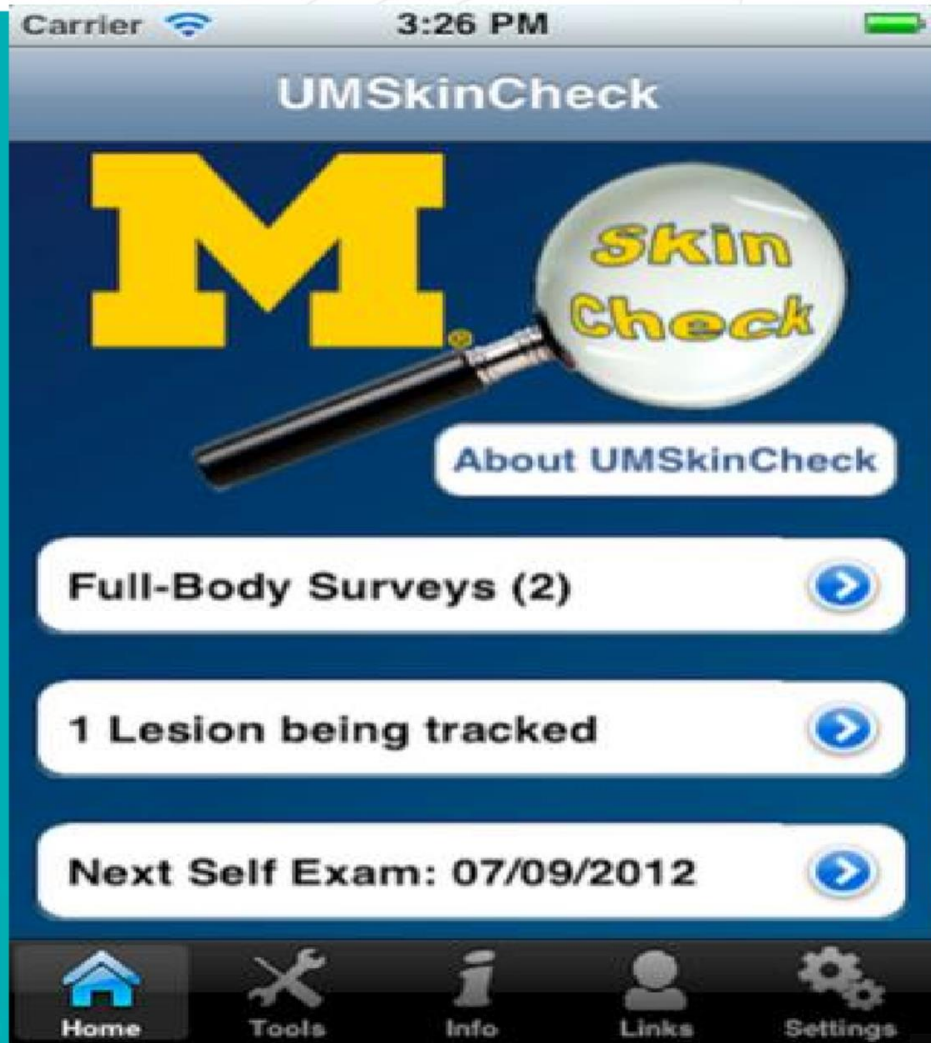 Carrier 3:26 PM
UMSkinCheck
M®
Skin
Check
About UMSkinCheck
Full-Body Surveys (2)
1 Lesion being tracked
Next Self Exam: 07/09/2012
Home Tools Info Links Settings